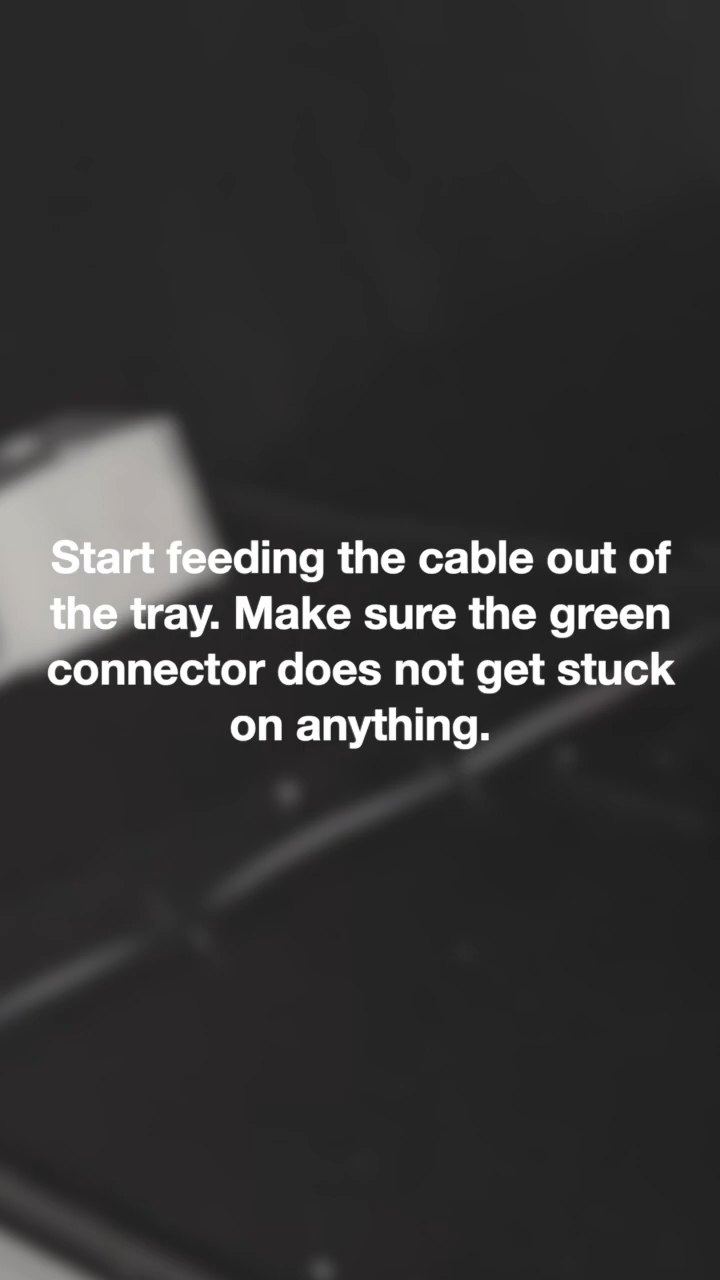 Start feeding the cable out of
the tray. Make sure the green
connector does not get stuck
on anything.